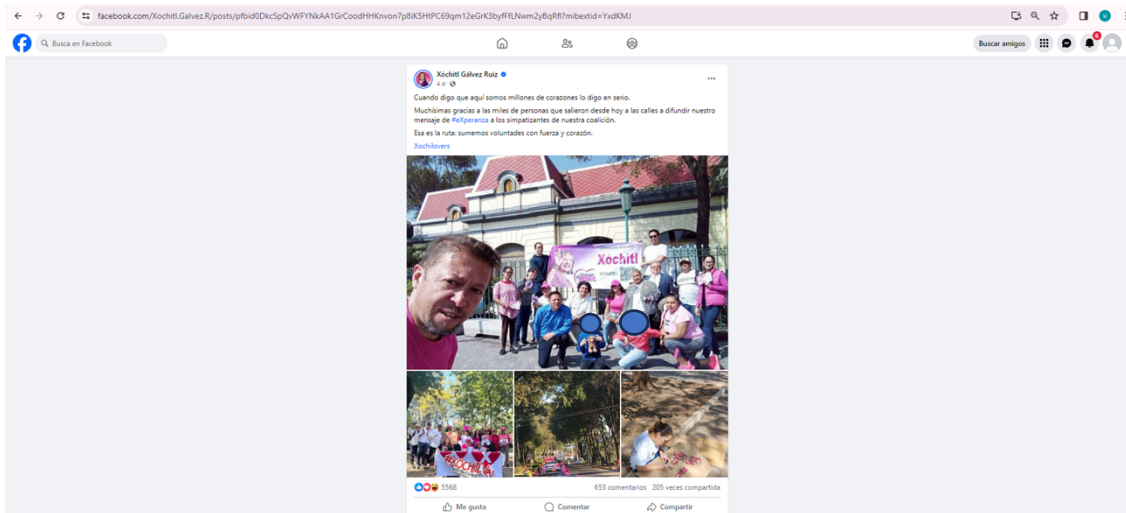 facebook.com/Xochitl.Galvez.R/posts/pfbid0DkcSpQvWFYNkAA1GrCoodHHKnvon7p8iK5HtPC69qm12eGrK3byfFfLNwm2yBqRfl?mibextid=YxdKMJ
Busca en Facebook
Buscar amigos
6
Xóchitl Gálvez Ruiz
4 d
Cuando digo que aquí somos millones de corazones lo digo en serio.
Muchísimas gracias a las miles de personas que salieron desde hoy a las calles a difundir nuestro
mensaje de #eXperanza a los simpatizantes de nuestra coalición.
Esa es la ruta: sumemos voluntades con fuerza y corazón.
Xochilovers
Xóchitl
5568
653 comentarios 205 veces compartida
Me gusta
Comentar
Compartir